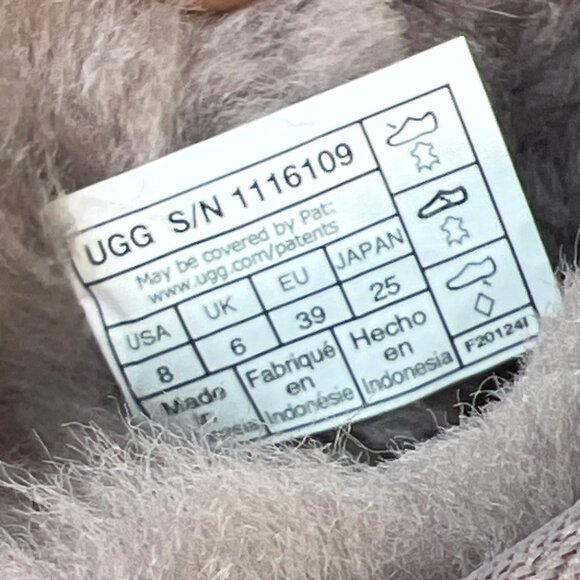 UGG S/N 1116109
May be covered by Pat:
www.ugg.com/patents
USA UK EU JAPAN
8 6 39 25
Made
Fabriqué
en
Indonésie
Hecho
en
Indonesia
F20124I